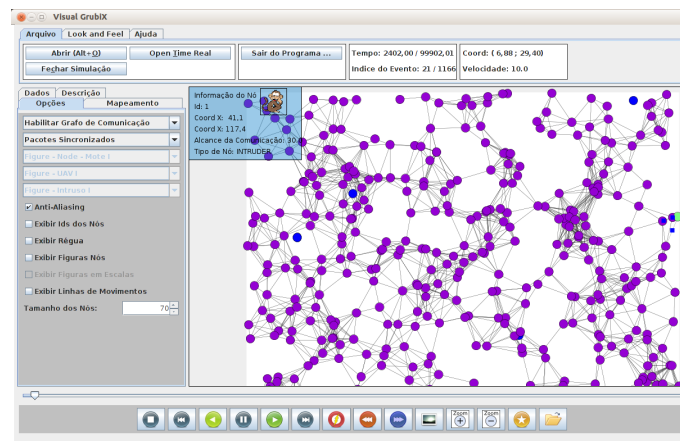 Visual GrubiX
Arquivo Look and Feel Ajuda
Abrir (Alt+O) Open Time Real Sair do Programa ... Tempo: 2402,00 / 99902,01 Coord: ( 6,88 ; 29,40)
Fechar Simulação Indice do Evento: 21 / 1166 Velocidade: 10.0
Dados Descrição
Opções Mapeamento
Habilitar Grafo de Comunicação
Pacotes Sincronizados
Figure - Node - Mote I
Figure - UAV I
Figure - Intruso I
Anti-Aliasing
Exibir Ids dos Nós
Exibir Régua
Exibir Figuras Nós
Exibir Figuras em Escalas
Exibir Linhas de Movimentos
Tamanho dos Nós: 70
Informação do Nó
Id: 1
Coord X: 41,1
Coord X: 117,4
Alcance da Comunicação: 30.0
Tipo de Nó: INTRUDER
Zoom Zoom